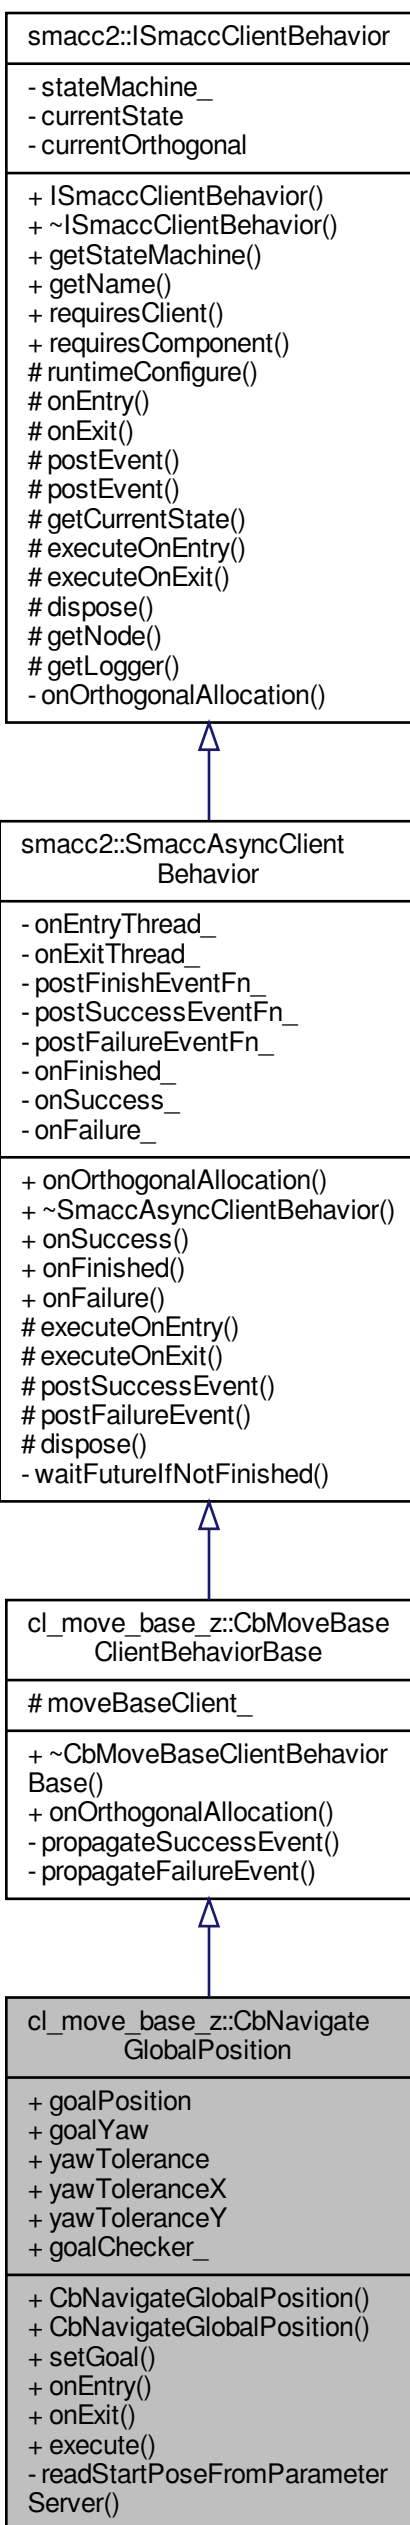 smacc2::ISmaccClientBehavior
- stateMachine_
- currentState
- currentOrthogonal
+ ISmaccClientBehavior()
+ ~ISmaccClientBehavior()
+ getStateMachine()
+ getName()
+ requiresClient()
+ requiresComponent()
# runtimeConfigure()
# onEntry()
# onExit()
# postEvent()
# postEvent()
# getCurrentState()
# executeOnEntry()
# executeOnExit()
# dispose()
# getNode()
# getLogger()
- onOrthogonalAllocation()
smacc2::SmaccAsyncClient
Behavior
- onEntryThread_
- onExitThread_
- postFinishEventFn_
- postSuccessEventFn_
- postFailureEventFn_
- onFinished_
- onSuccess_
- onFailure_
+ onOrthogonalAllocation()
+ ~SmaccAsyncClientBehavior()
+ onSuccess()
+ onFinished()
+ onFailure()
# executeOnEntry()
# executeOnExit()
# postSuccessEvent()
# postFailureEvent()
# dispose()
- waitFutureIfNotFinished()
cl_move_base_z::CbMoveBase
ClientBehaviorBase
# moveBaseClient_
+ ~CbMoveBaseClientBehavior
Base()
+ onOrthogonalAllocation()
- propagateSuccessEvent()
- propagateFailureEvent()
cl_move_base_z::CbNavigate
GlobalPosition
+ goalPosition
+ goalYaw
+ yawTolerance
+ yawToleranceX
+ yawToleranceY
+ goalChecker_
+ CbNavigateGlobalPosition()
+ CbNavigateGlobalPosition()
+ setGoal()
+ onEntry()
+ onExit()
+ execute()
- readStartPoseFromParameter
Server()